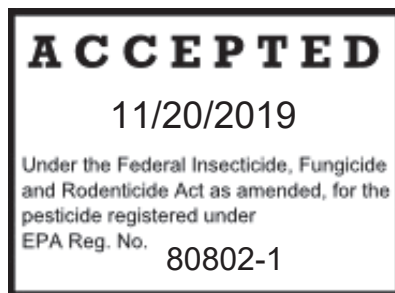 ACCEPTED
11/20/2019
Under the Federal Insecticide, Fungicide
and Rodenticide Act as amended, for the
pesticide registered under
EPA Reg. No. 80802-1